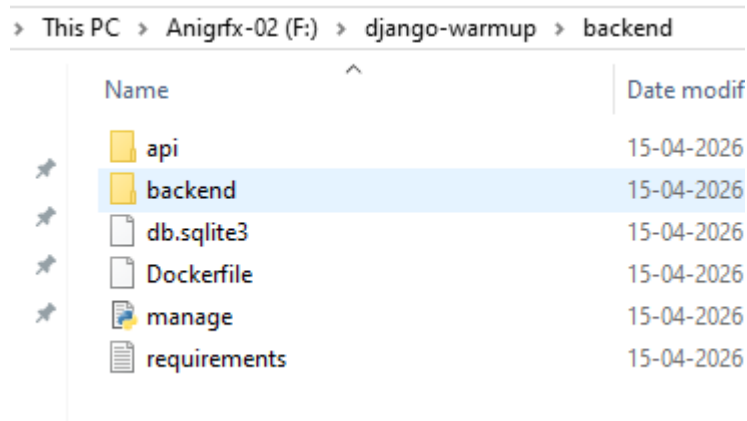 This PC > Anigrfx-02 (F:) > django-warmup > backend
Name Date modif
api 15-04-2026
backend 15-04-2026
db.sqlite3 15-04-2026
Dockerfile 15-04-2026
manage 15-04-2026
requirements 15-04-2026